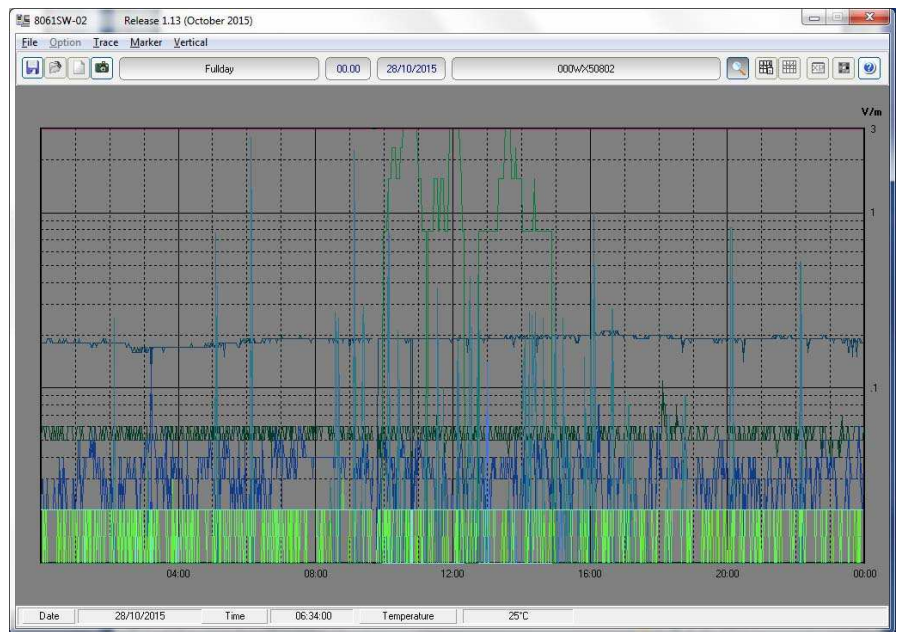 8061SW-02 Release 1.13 (October 2015)
File Option Trace Marker Vertical
Fullday 00.00 28/10/2015 000WX50802
V/m
3
1
.1
04:00 08:00 12:00 16:00 20:00 00:00
Date 28/10/2015 Time 06:34:00 Temperature 25°C